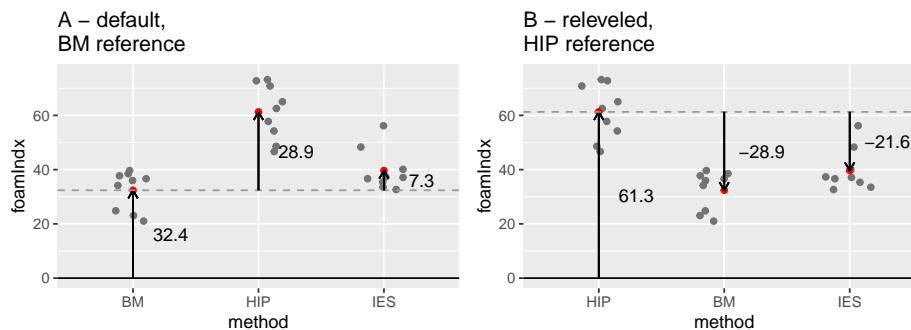 A – default,
BM reference
foamIndx
60
40
20
0
32.4
28.9
7.3
BM HIP IES
method
B – releveled,
HIP reference
foamIndx
60
40
20
0
61.3
−28.9
−21.6
HIP BM IES
method